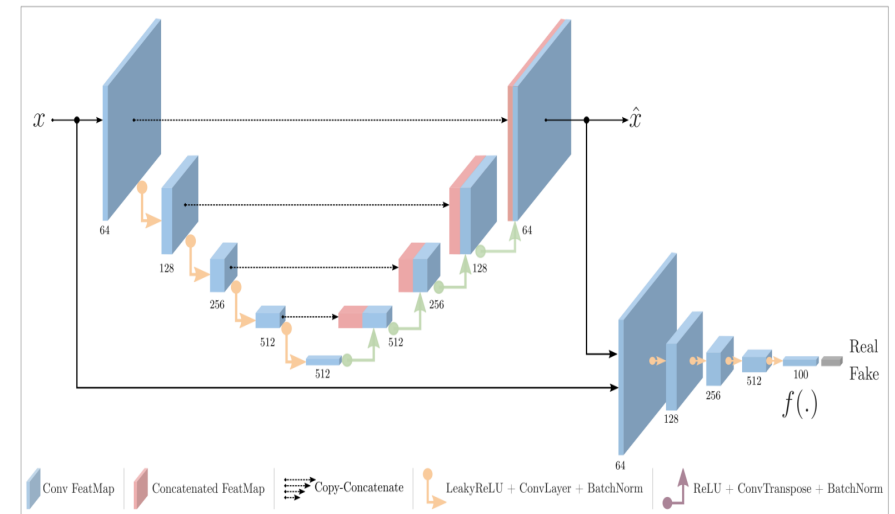 x
x̂
64
64
128
128
256
256
512
512
512
Real
Fake
64
128
256
512
100
f(.)
Conv FeatMap
Concatenated FeatMap
Copy-Concatenate
LeakyReLU + ConvLayer + BatchNorm
ReLU + ConvTranspose + BatchNorm